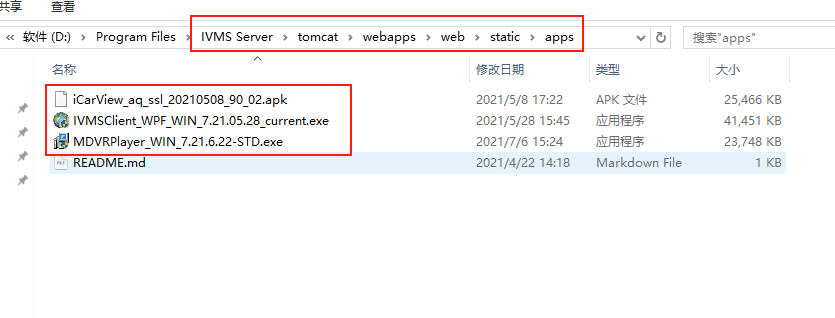 共享 查看
« 软件 (D:) › Program Files › IVMS Server › tomcat › webapps › web › static › apps 搜索"apps"
名称 修改日期 类型 大小
iCarView_aq_ssl_20210508_90_02.apk 2021/5/8 17:22 APK 文件 25,466 KB
IVMSClient_WPF_WIN_7.21.05.28_current.exe 2021/5/28 15:45 应用程序 41,451 KB
MDVRPlayer_WIN_7.21.6.22-STD.exe 2021/7/6 15:24 应用程序 23,748 KB
README.md 2021/4/22 14:18 Markdown File 1 KB